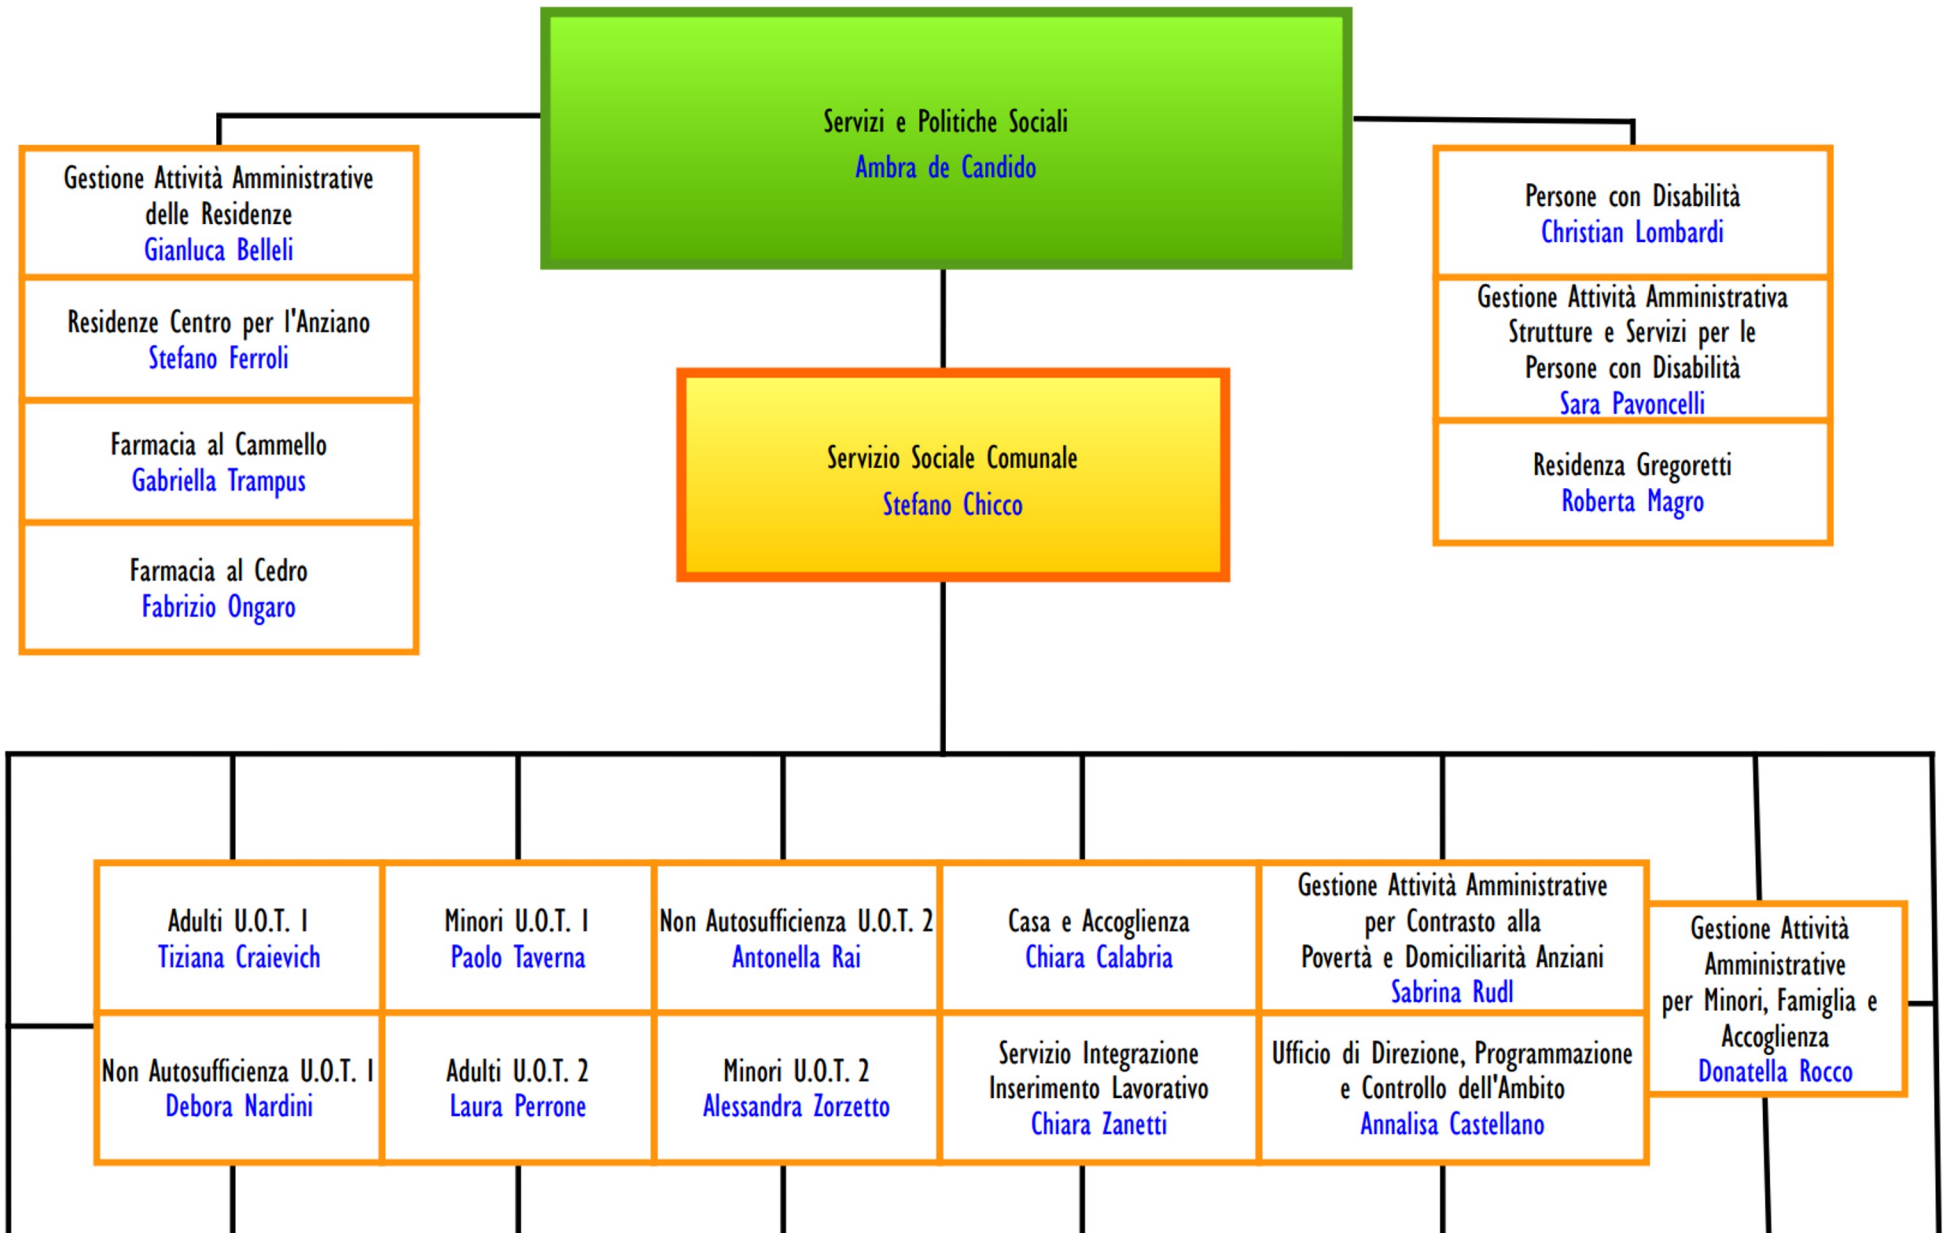 Servizi e Politiche Sociali
Ambra de Candido
Gestione Attività Amministrative
delle Residenze
Gianluca Belleli
Residenze Centro per l'Anziano
Stefano Ferroli
Farmacia al Cammello
Gabriella Trampus
Farmacia al Cedro
Fabrizio Ongaro
Persone con Disabilità
Christian Lombardi
Gestione Attività Amministrativa
Strutture e Servizi per le
Persone con Disabilità
Sara Pavoncelli
Residenza Gregoretti
Roberta Magro
Servizio Sociale Comunale
Stefano Chicco
Adulti U.O.T. 1
Tiziana Craievich
Minori U.O.T. 1
Paolo Taverna
Non Autosufficienza U.O.T. 2
Antonella Rai
Casa e Accoglienza
Chiara Calabria
Gestione Attività Amministrative
per Contrasto alla
Povertà e Domiciliarità Anziani
Sabrina Rudl
Gestione Attività
Amministrative
per Minori, Famiglia e
Accoglienza
Donatella Rocco
Non Autosufficienza U.O.T. 1
Debora Nardini
Adulti U.O.T. 2
Laura Perrone
Minori U.O.T. 2
Alessandra Zorzetto
Servizio Integrazione
Inserimento Lavorativo
Chiara Zanetti
Ufficio di Direzione, Programmazione
e Controllo dell'Ambito
Annalisa Castellano